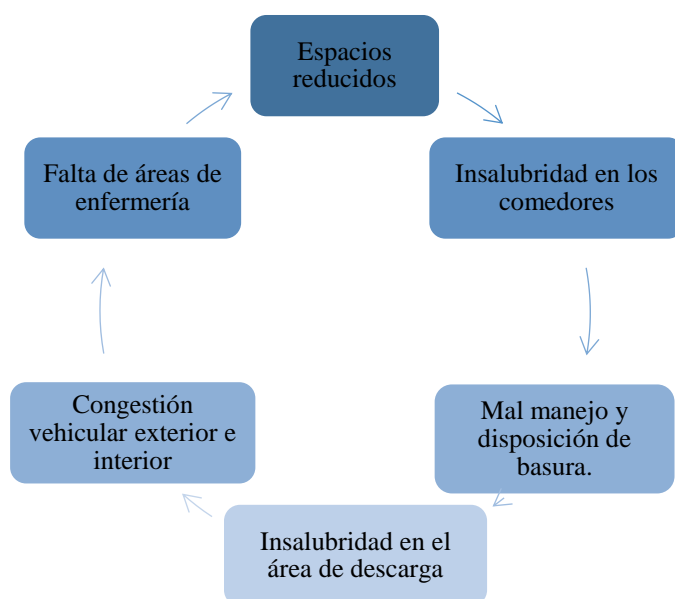 Espacios
reducidos
Insalubridad en los
comedores
Mal manejo y
disposición de
basura.
Insalubridad en el
área de descarga
Congestión
vehicular exterior e
interior
Falta de áreas de
enfermería